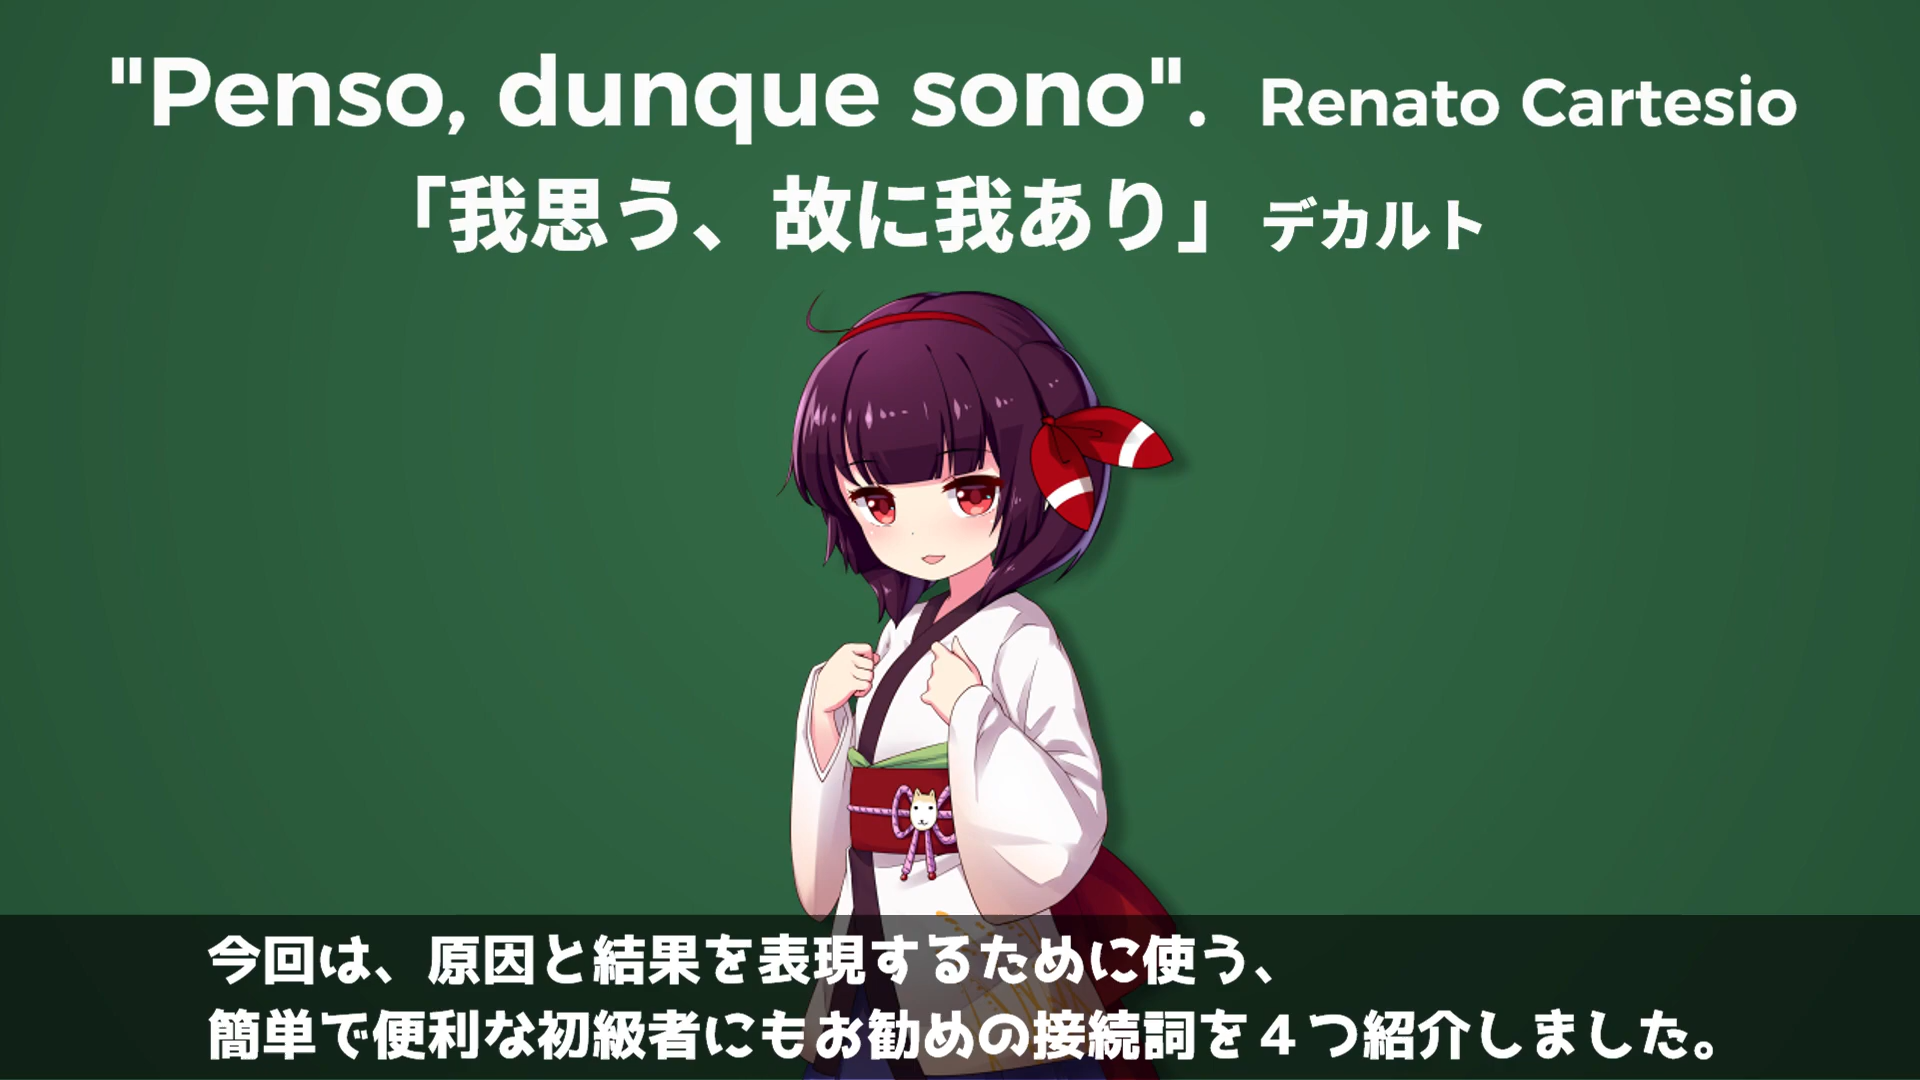 "Penso, dunque sono". Renato Cartesio
「我思う、故に我あり」 デカルト
今回は、原因と結果を表現するために使う、
簡単で便利な初級者にもお勧めの接続詞を４つ紹介しました。